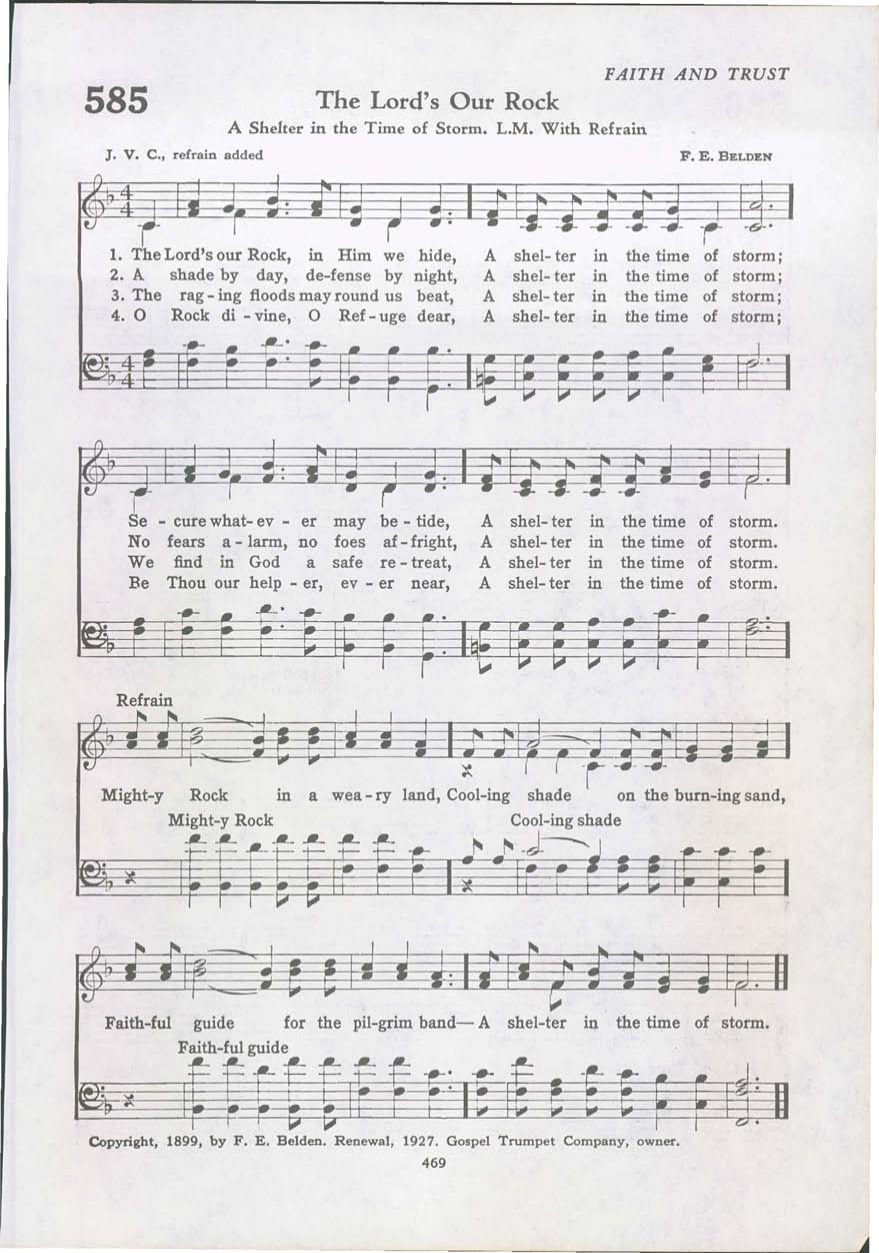 FAITH AND TRUST
585
The Lord's Our Rock
A Shelter in the Time of Storm. L.M. With Refrain
J. V. C., refrain added F. E. BELDEN
4
4
1. The Lord's our Rock, in Him we hide, A shel-ter in the time of storm;
2. A shade by day, de-fense by night, A shel-ter in the time of storm;
3. The rag-ing floods may round us beat, A shel-ter in the time of storm;
4. O Rock di-vine, O Ref-uge dear, A shel-ter in the time of storm;
4
4
Se-cure what-ev-er may be-tide, A shel-ter in the time of storm.
No fears a-larm, no foes af-fright, A shel-ter in the time of storm.
We find in God a safe re-treat, A shel-ter in the time of storm.
Be Thou our help-er, ev-er near, A shel-ter in the time of storm.
Refrain
Might-y Rock in a wea-ry land, Cool-ing shade on the burn-ing sand,
Might-y Rock Cool-ing shade
Faith-ful guide for the pil-grim band—A shel-ter in the time of storm.
Faith-ful guide
Copyright, 1899, by F. E. Belden. Renewal, 1927. Gospel Trumpet Company, owner.
469